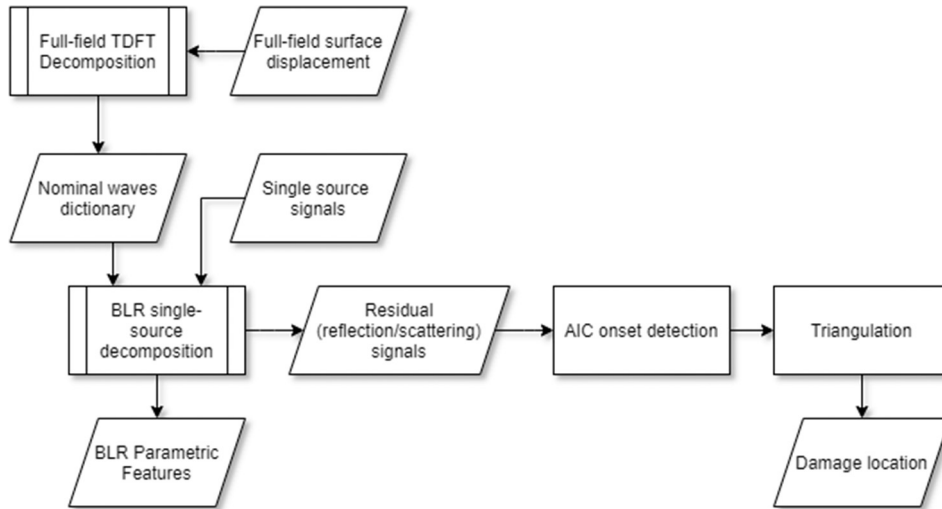 Full-field TDFT
Decomposition
Full-field surface
displacement
Nominal waves
dictionary
Single source
signals
BLR single-
source
decomposition
Residual
(reflection/scattering)
signals
AIC onset detection
Triangulation
BLR Parametric
Features
Damage location